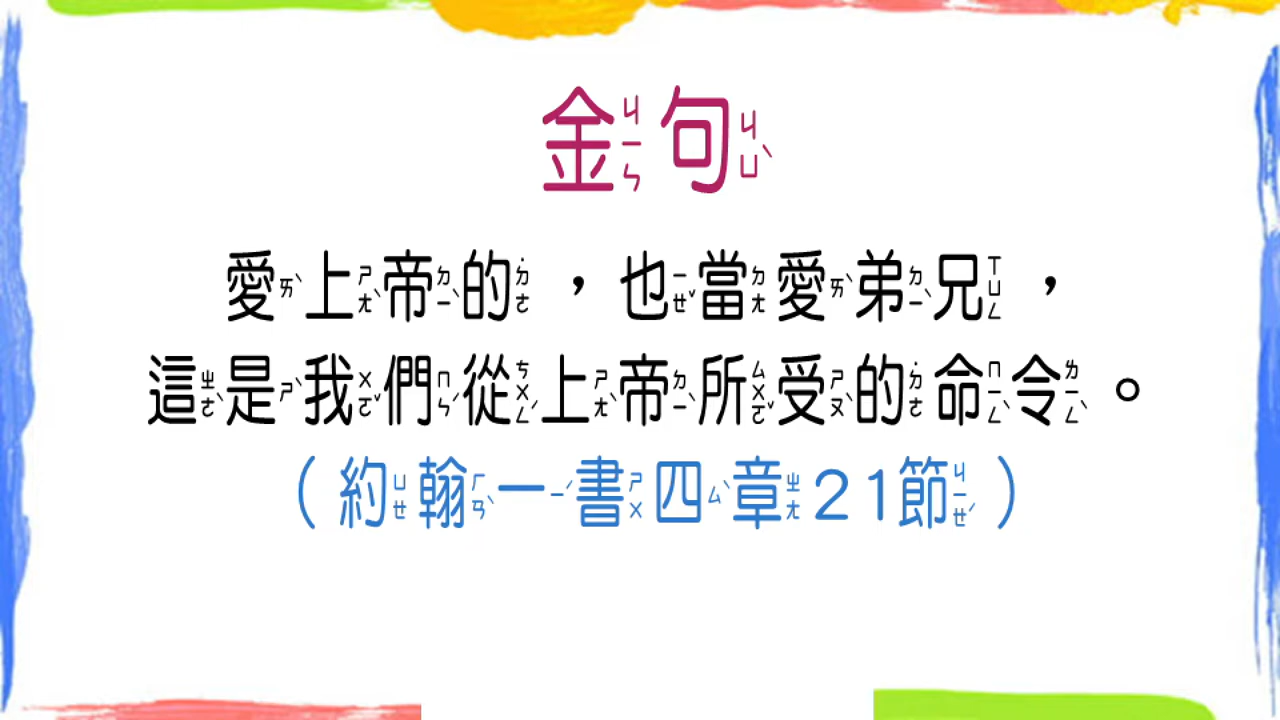 金句
愛上帝的，也當愛弟兄，
這是我們從上帝所受的命令。
（約翰一書四章21節）